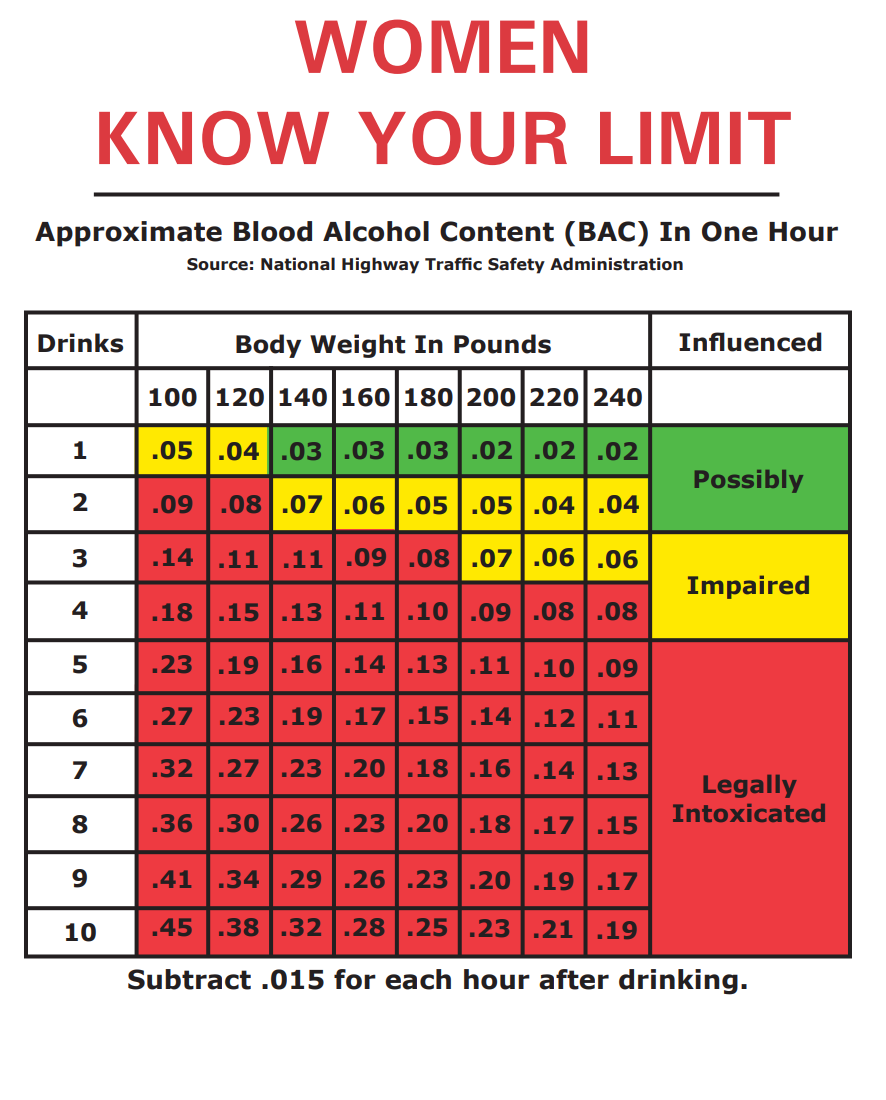 WOMEN
KNOW YOUR LIMIT
Approximate Blood Alcohol Content (BAC) In One Hour
Source: National Highway Traffic Safety Administration
Drinks Body Weight In Pounds Influenced
100 120 140 160 180 200 220 240
1 .05 .04 .03 .03 .03 .02 .02 .02
Possibly
2 .09 .08 .07 .06 .05 .05 .04 .04
3 .14 .11 .11 .09 .08 .07 .06 .06
Impaired
4 .18 .15 .13 .11 .10 .09 .08 .08
5 .23 .19 .16 .14 .13 .11 .10 .09
6 .27 .23 .19 .17 .15 .14 .12 .11
7 .32 .27 .23 .20 .18 .16 .14 .13
Legally
Intoxicated
8 .36 .30 .26 .23 .20 .18 .17 .15
9 .41 .34 .29 .26 .23 .20 .19 .17
10 .45 .38 .32 .28 .25 .23 .21 .19
Subtract .015 for each hour after drinking.